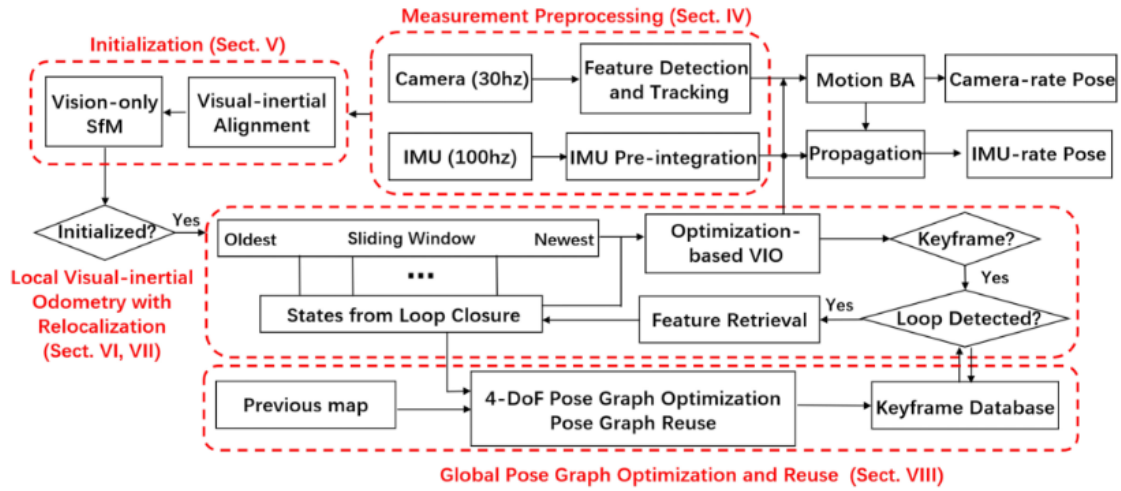 Measurement Preprocessing (Sect. IV)
Initialization (Sect. V)
Camera (30hz)
Feature Detection
and Tracking
Motion BA
Camera-rate Pose
Vision-only
SfM
Visual-inertial
Alignment
IMU (100hz)
IMU Pre-integration
Propagation
IMU-rate Pose
Initialized?
Yes
Oldest
Sliding Window
Newest
Optimization-
based VIO
Keyframe?
Local Visual-inertial
Odometry with
Relocalization
(Sect. VI, VII)
...
Yes
States from Loop Closure
Feature Retrieval
Yes
Loop Detected?
Previous map
4-DoF Pose Graph Optimization
Pose Graph Reuse
Keyframe Database
Global Pose Graph Optimization and Reuse (Sect. VIII)